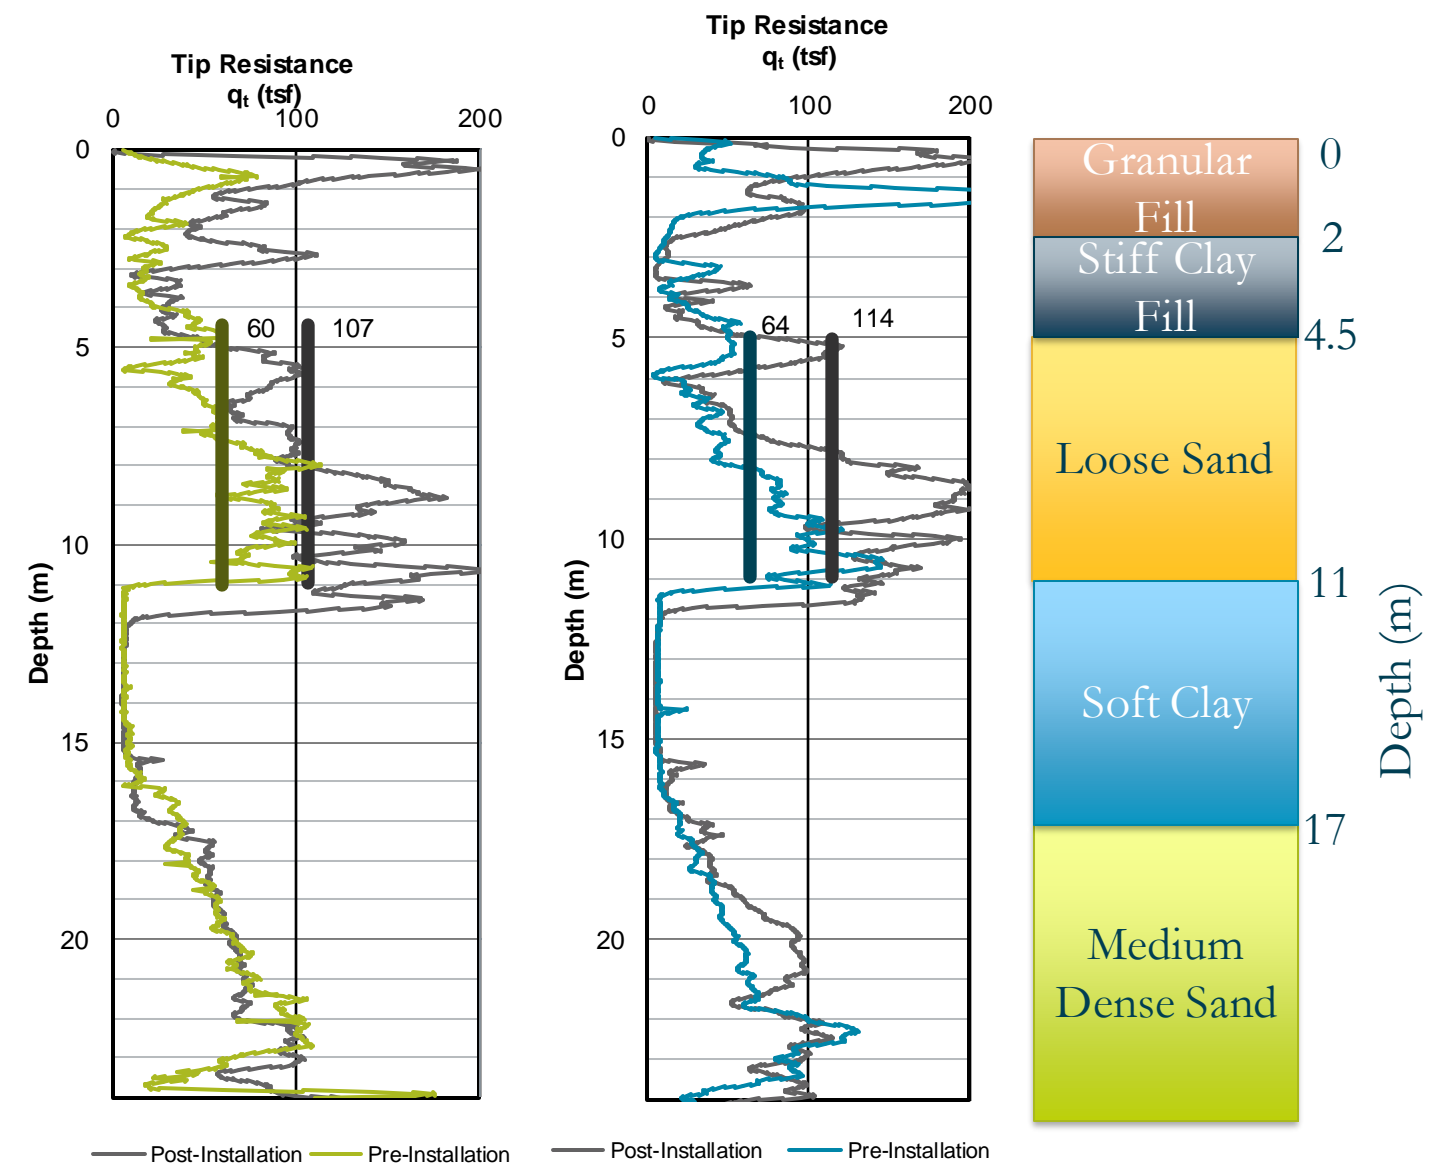 Tip Resistance
qt (tsf)
0 100 200
0
5
10
15
20
Depth (m)
60 107
Post-Installation Pre-Installation
Tip Resistance
qt (tsf)
0 100 200
0
5
10
15
20
Depth (m)
64 114
Post-Installation Pre-Installation
Granular
Fill
Stiff Clay
Fill
Loose Sand
Soft Clay
Medium
Dense Sand
0
2
4.5
11
17
Depth (m)